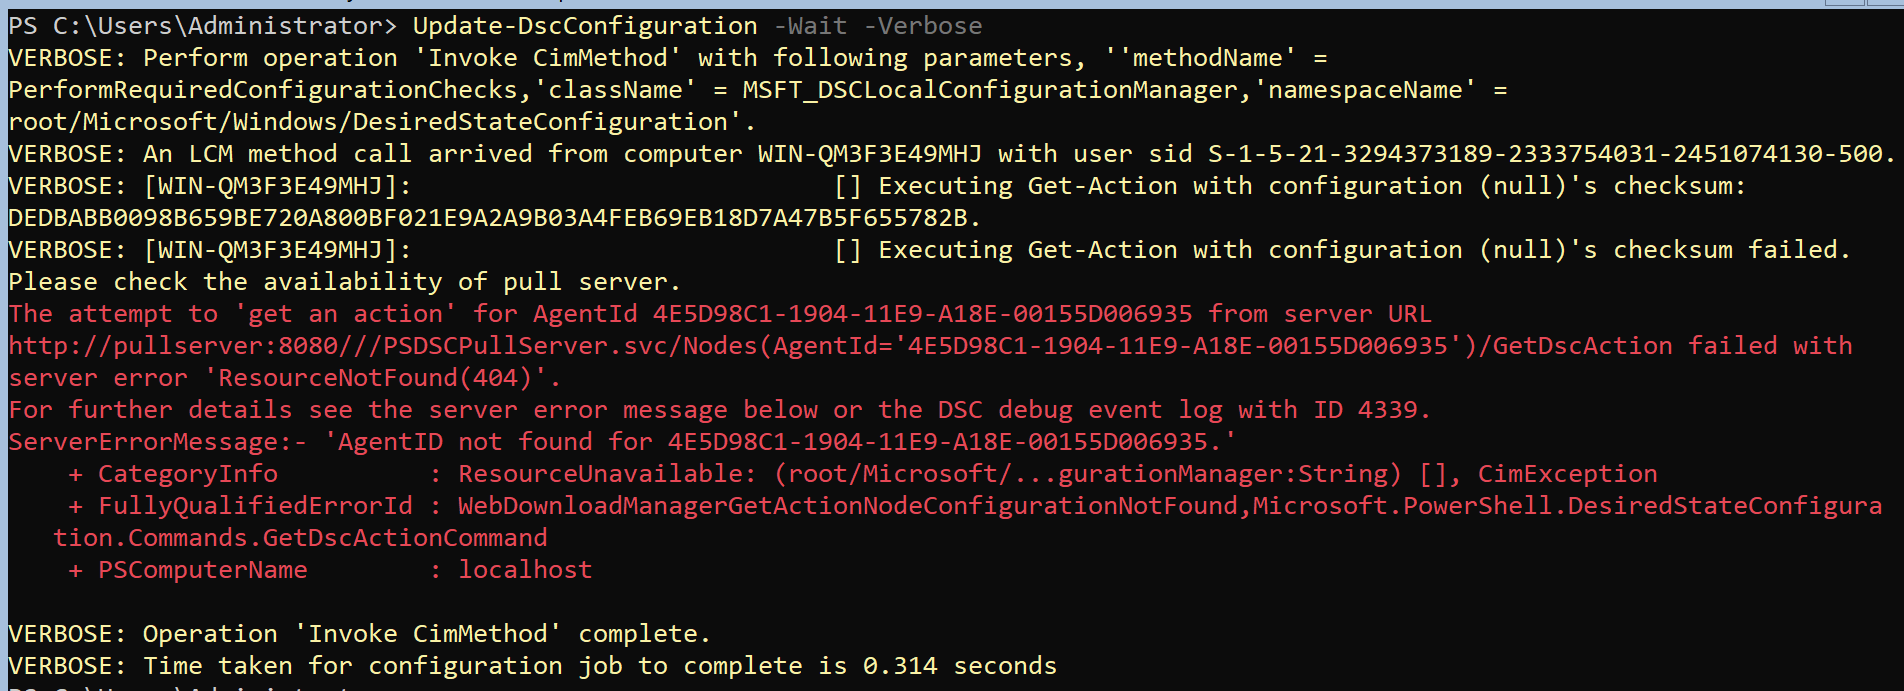 PS C:\Users\Administrator> Update-DscConfiguration -Wait -Verbose
VERBOSE: Perform operation 'Invoke CimMethod' with following parameters, ''methodName' =
PerformRequiredConfigurationChecks,'className' = MSFT_DSCLocalConfigurationManager,'namespaceName' =
root/Microsoft/Windows/DesiredStateConfiguration'.
VERBOSE: An LCM method call arrived from computer WIN-QM3F3E49MHJ with user sid S-1-5-21-3294373189-2333754031-2451074130-500.
VERBOSE: [WIN-QM3F3E49MHJ]:                            [] Executing Get-Action with configuration (null)'s checksum:
DEDBABB0098B659BE720A800BF021E9A2A9B03A4FEB69EB18D7A47B5F655782B.
VERBOSE: [WIN-QM3F3E49MHJ]:                            [] Executing Get-Action with configuration (null)'s checksum failed.
Please check the availability of pull server.
The attempt to 'get an action' for AgentId 4E5D98C1-1904-11E9-A18E-00155D006935 from server URL
http://pullserver:8080///PSDSCPullServer.svc/Nodes(AgentId='4E5D98C1-1904-11E9-A18E-00155D006935')/GetDscAction failed with
server error 'ResourceNotFound(404)'.
For further details see the server error message below or the DSC debug event log with ID 4339.
ServerErrorMessage:- 'AgentID not found for 4E5D98C1-1904-11E9-A18E-00155D006935.'
    + CategoryInfo          : ResourceUnavailable: (root/Microsoft/...gurationManager:String) [], CimException
    + FullyQualifiedErrorId : WebDownloadManagerGetActionNodeConfigurationNotFound,Microsoft.PowerShell.DesiredStateConfigura
   tion.Commands.GetDscActionCommand
    + PSComputerName        : localhost
VERBOSE: Operation 'Invoke CimMethod' complete.
VERBOSE: Time taken for configuration job to complete is 0.314 seconds